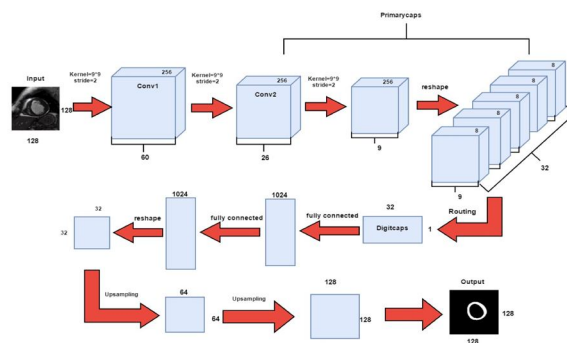 Primarycaps
Input
Kernel=9*9
stride=2
256
Conv1
Kernel=9*9
stride=2
256
Conv2
Kernel=9*9
stride=2
256
reshape
8
8
8
8
8
8
128
128
60
26
9
9
32
Routing
32
Digitcaps
1
fully connected
1024
fully connected
1024
reshape
32
32
Upsampling
64
64
Upsampling
128
128
Output
128
128